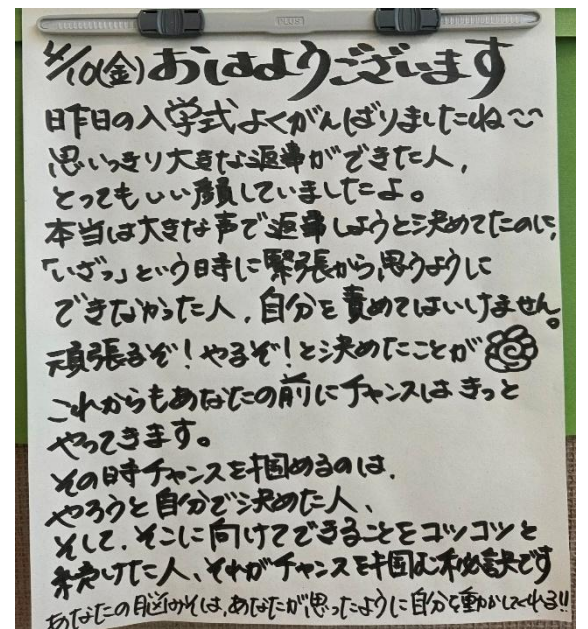 PLUS
4/10(金)おはようございます
昨日の入学式よくがんばりましたね〜
思いっきり大きな返事ができた人、
とってもいい顔していましたよ。
本当は大きな声で返事しようと決めてたのに、
「いざっ」という時に緊張から思うように
できなかった人、自分を責めてはいけません。
頑張るぞ!やるぞ!と決めたことが
これからもあなたの前にチャンスはきっと
やってきます。
その時チャンスを掴めるのは、
やろうと自分で決めた人、
そして、そこに向けてできることをコツコツと
続けた人、それがチャンスを掴む秘訣です
あなたの脳みそは、あなたが思ったように自分を動かしてくれる!!